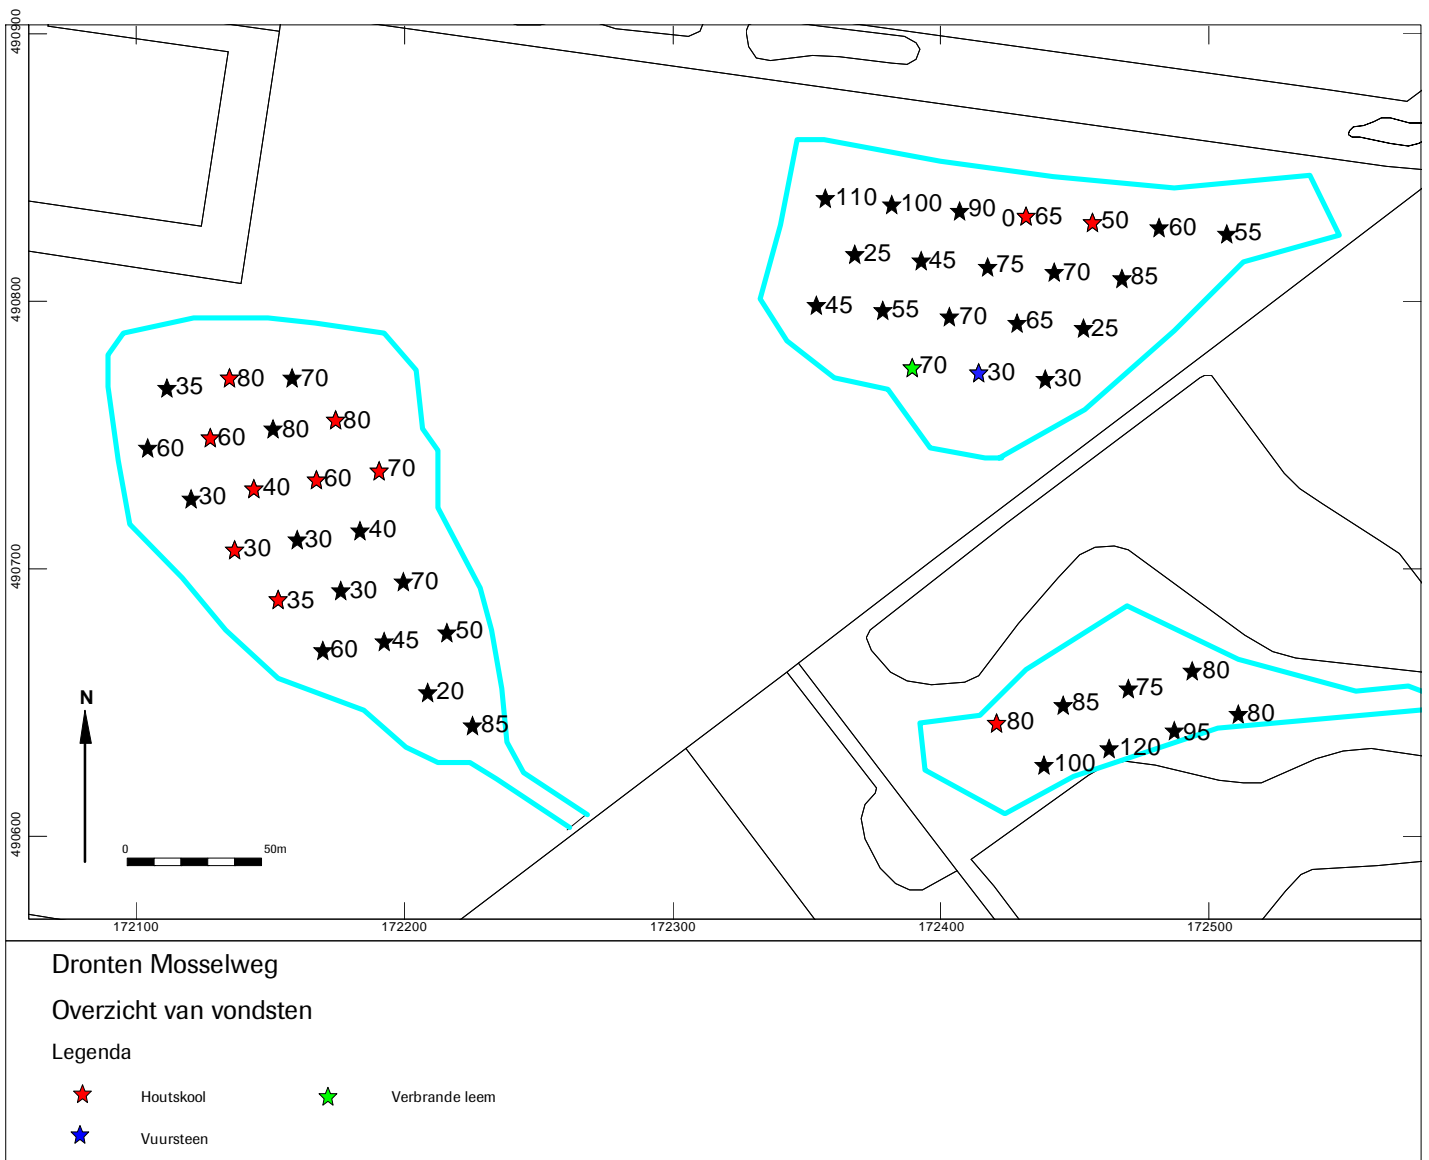 490900
110 100 90 0 65 50 60 55
25 45 75 70 85
490800
45 55 70 65 25
70 30 30
35 80 70
60 60 80 80
30 40 60 70
30 30 40
490700
35 30 70
60 45 50
20
85
80 85 75 80
100 120 95 80
N
490600
0 50m
172100 172200 172300 172400 172500
Dronten Mosselweg
Overzicht van vondsten
Legenda
Houtskool Verbrande leem
Vuursteen